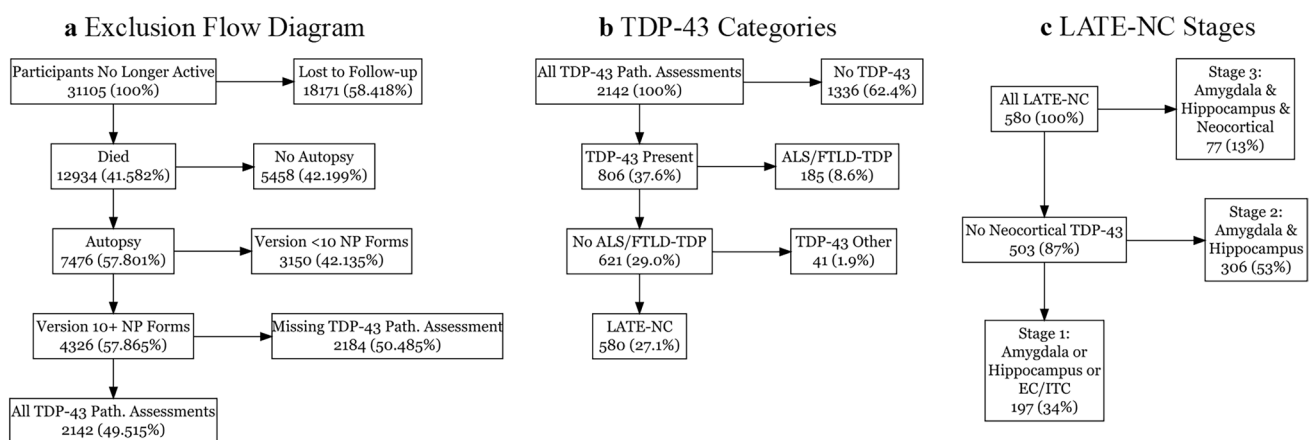 a Exclusion Flow Diagram
Participants No Longer Active
31105 (100%)
Lost to Follow-up
18171 (58.418%)
Died
12934 (41.582%)
No Autopsy
5458 (42.199%)
Autopsy
7476 (57.801%)
Version <10 NP Forms
3150 (42.135%)
Version 10+ NP Forms
4326 (57.865%)
Missing TDP-43 Path. Assessment
2184 (50.485%)
All TDP-43 Path. Assessments
2142 (49.515%)
b TDP-43 Categories
All TDP-43 Path. Assessments
2142 (100%)
No TDP-43
1336 (62.4%)
TDP-43 Present
806 (37.6%)
ALS/FTLD-TDP
185 (8.6%)
No ALS/FTLD-TDP
621 (29.0%)
TDP-43 Other
41 (1.9%)
LATE-NC
580 (27.1%)
c LATE-NC Stages
All LATE-NC
580 (100%)
Stage 3:
Amygdala &
Hippocampus &
Neocortical
77 (13%)
No Neocortical TDP-43
503 (87%)
Stage 2:
Amygdala &
Hippocampus
306 (53%)
Stage 1:
Amygdala or
Hippocampus or
EC/ITC
197 (34%)